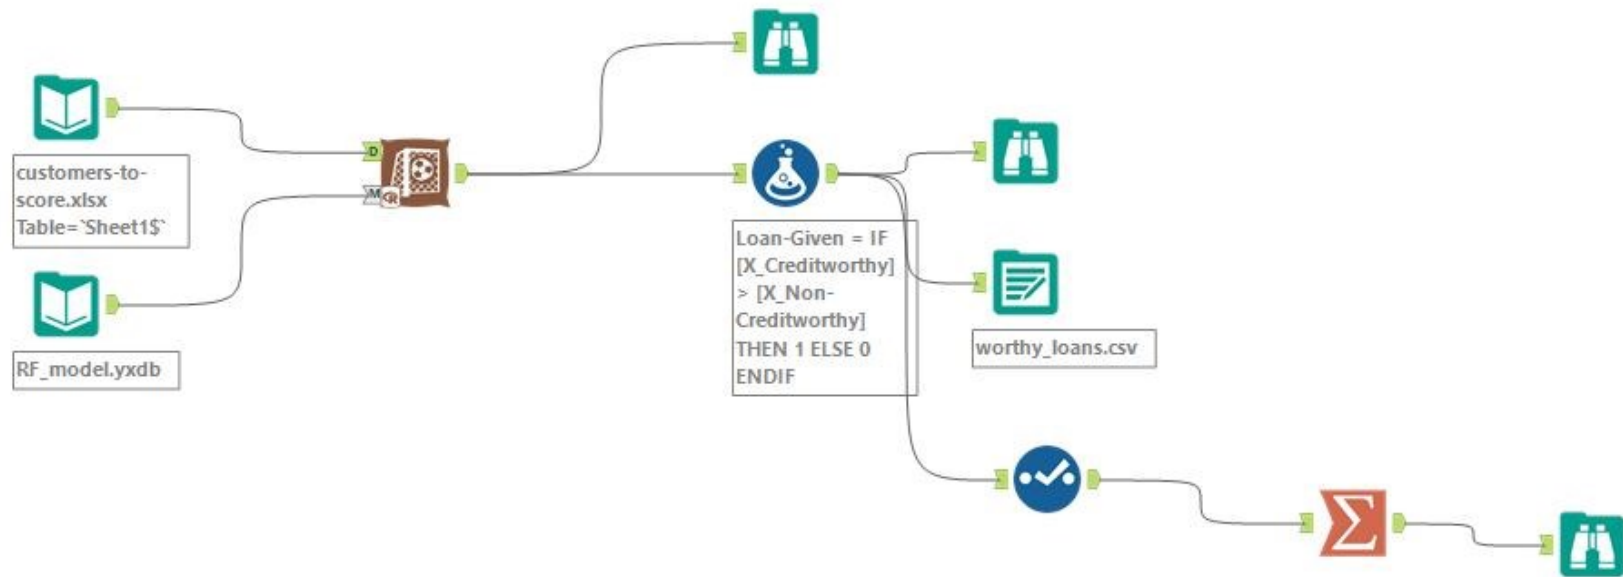 customers-to-
score.xlsx
Table=`Sheet1$`
RF_model.yxdb
D
M
R
Loan-Given = IF
[X_Creditworthy]
> [X_Non-
Creditworthy]
THEN 1 ELSE 0
ENDIF
worthy_loans.csv
Σ